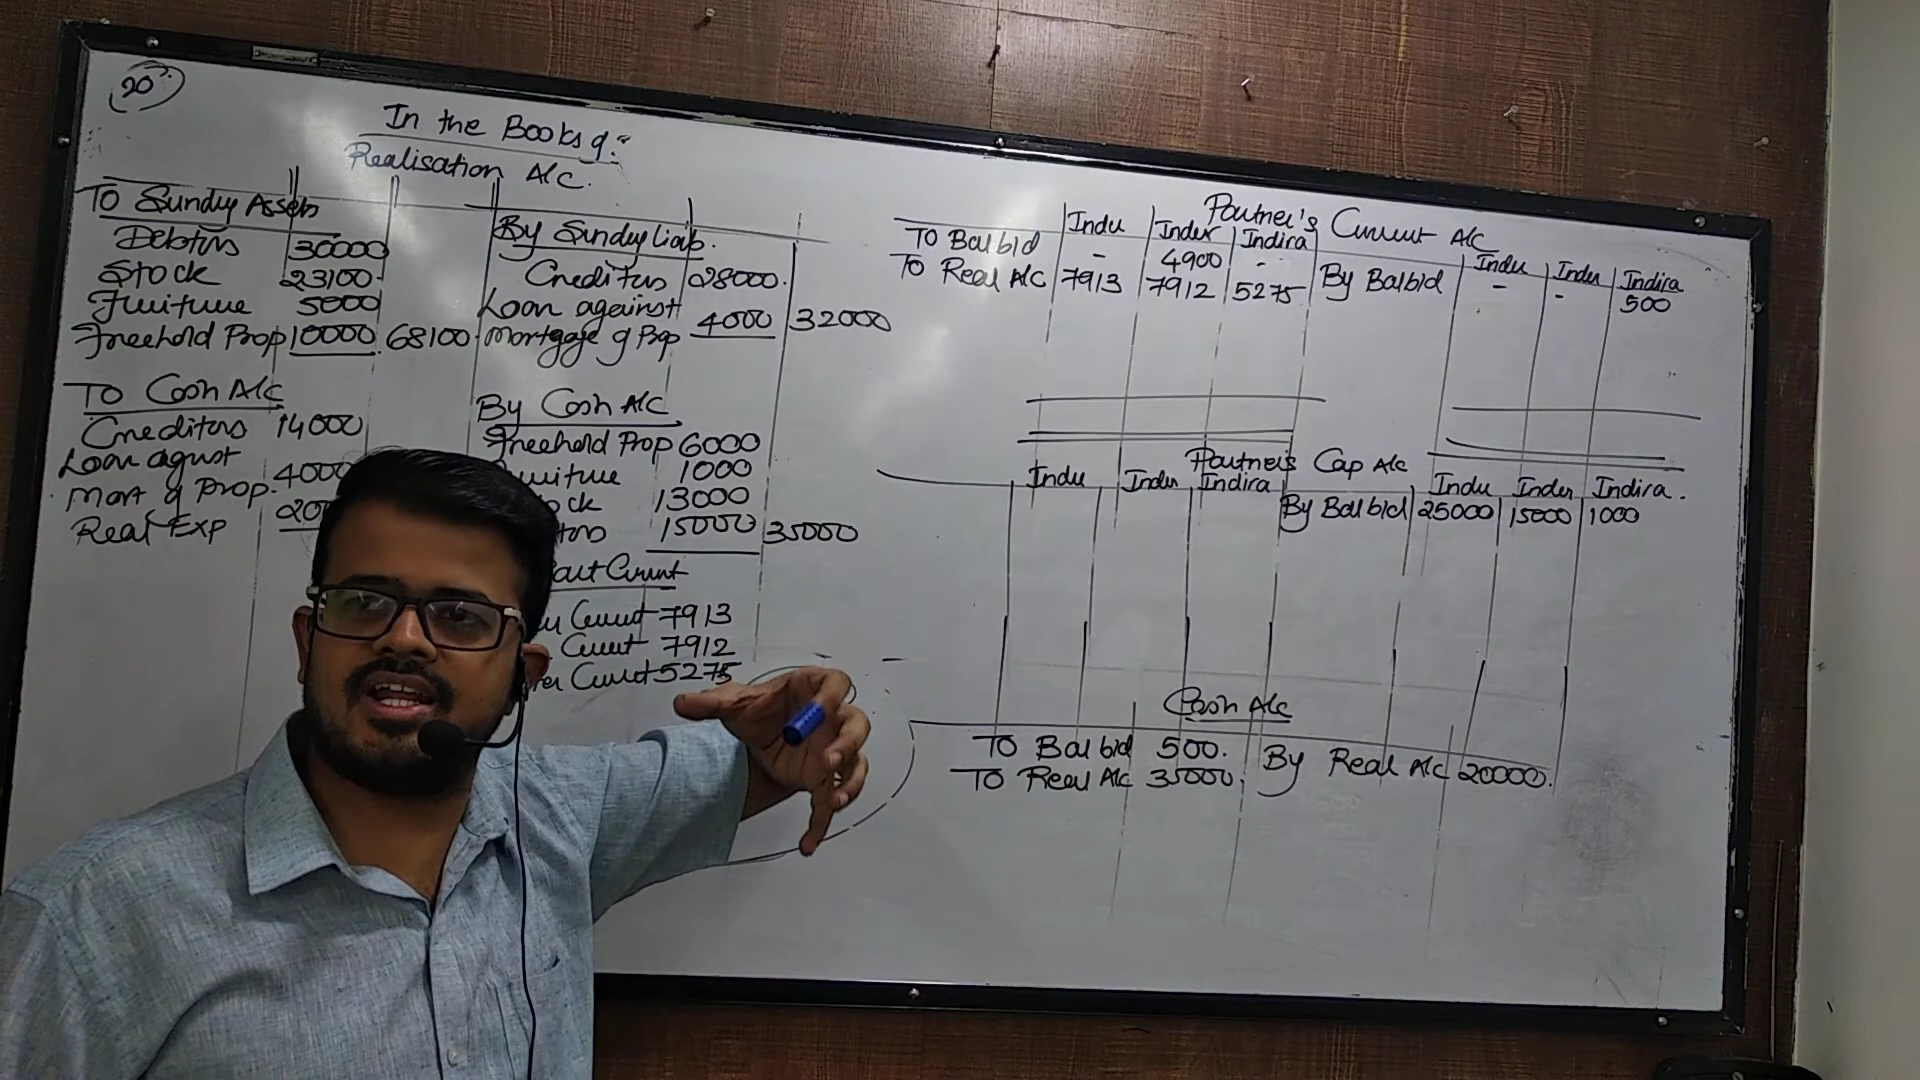 20
In the Books of:-
Realisation A/c.
To Sundry Assets
Debtors 30000
Stock 23100
Furniture 5000
Freehold Prop 10000 68100
To Cash A/c
Creditors 14000
Loan agust 4000
Mort of Prop.
Real Exp
By Sundry Liab.
Creditors 28000.
Loan against 4000 32000
Mortgage of Prop
By Cash A/c
Freehold Prop 6000
1000
13000
15000 35000
Current
Current 7913
Current 7912
Current 5275
Partner's Current A/c
Indu Inder Indira Indu Inder Indira
To Bal b/d - 4900 - By Bal b/d - - 500
To Real A/c 7913 7912 5275
Partner's Cap A/c
Indu Inder Indira Indu Inder Indira.
By Bal b/d 25000 15000 1000
Cash A/c
To Bal b/d 500. By Real A/c 20000.
To Real A/c 35000.